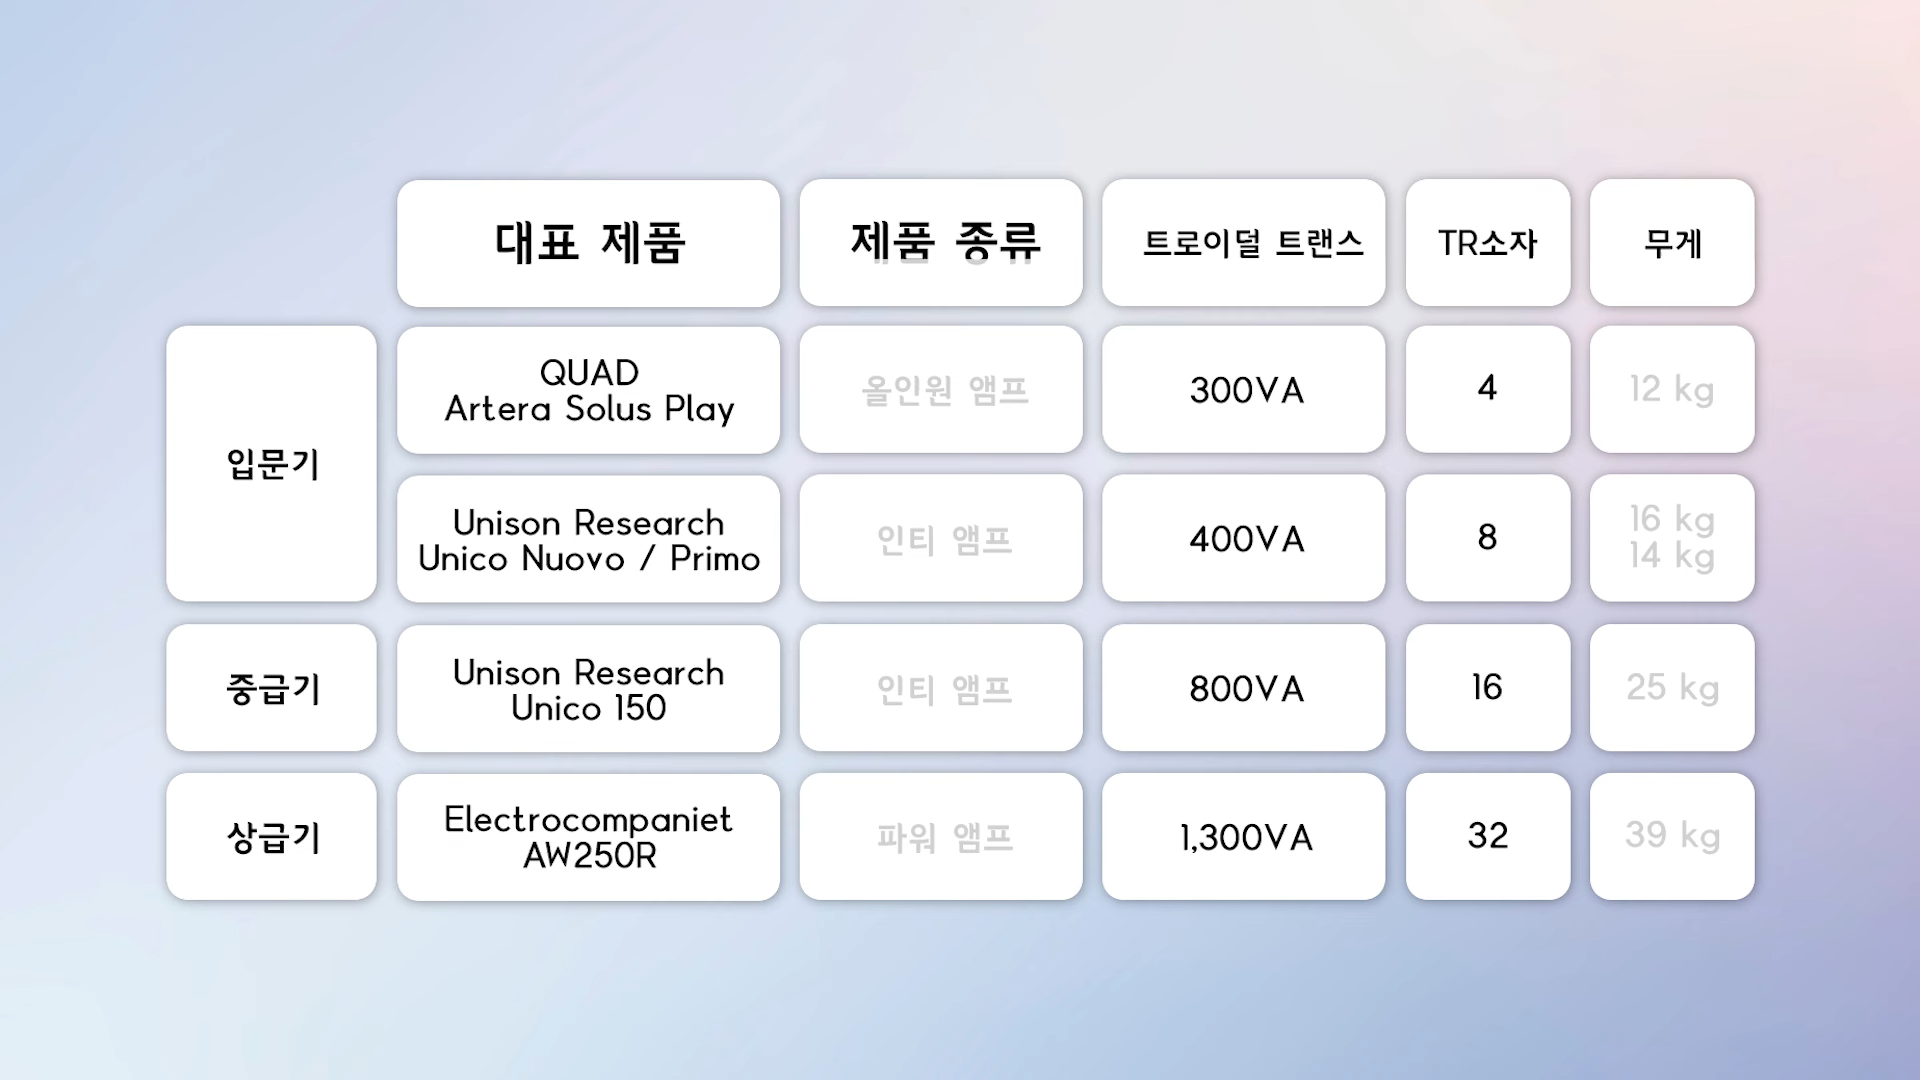 대표 제품
제품 종류
트로이덜 트랜스
TR소자
무게
입문기
QUAD
Artera Solus Play
올인원 앰프
300VA
4
12 kg
Unison Research
Unico Nuovo / Primo
인티 앰프
400VA
8
16 kg
14 kg
중급기
Unison Research
Unico 150
인티 앰프
800VA
16
25 kg
상급기
Electrocompaniet
AW250R
파워 앰프
1,300VA
32
39 kg